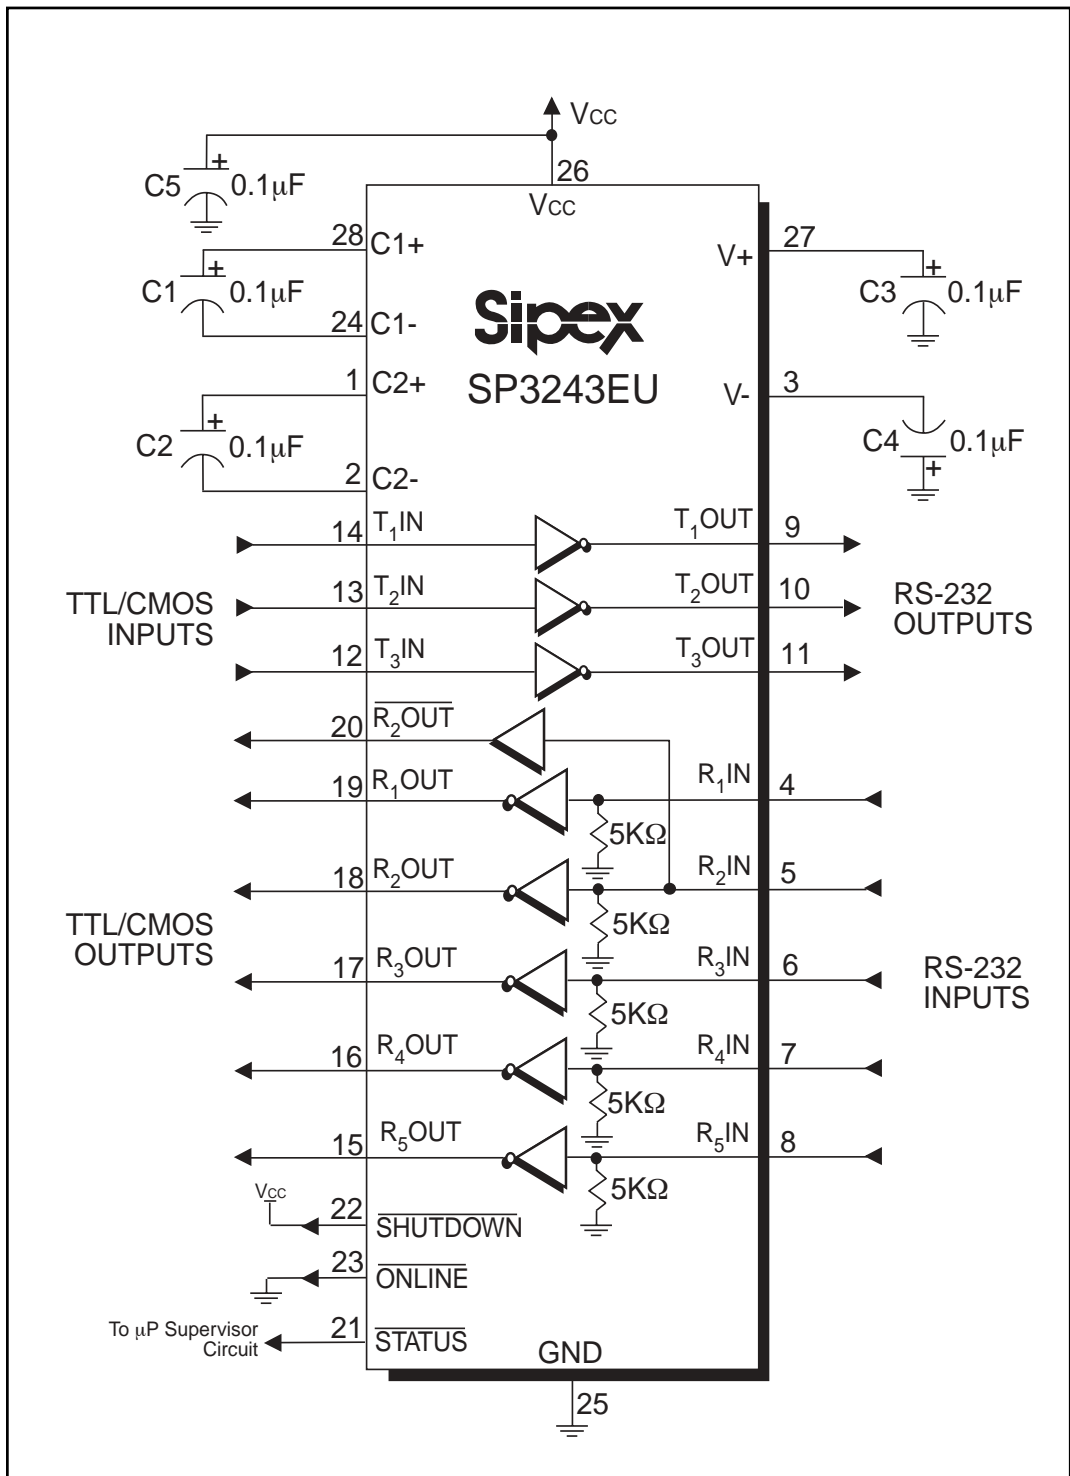 VCC
26
VCC
C5
+
0.1µF
28
C1+
C1
+
0.1µF
24
C1-
1
C2+
C2
+
0.1µF
2
C2-
V+
27
C3
+
0.1µF
V-
3
C4
0.1µF
+
Sipex
SP3243EU
TTL/CMOS
INPUTS
14
T1IN
T1OUT
9
13
T2IN
T2OUT
10
12
T3IN
T3OUT
11
RS-232
OUTPUTS
20
R̅2̅O̅U̅T̅
TTL/CMOS
OUTPUTS
19
R1OUT
R1IN
4
5KΩ
18
R2OUT
R2IN
5
5KΩ
17
R3OUT
R3IN
6
5KΩ
RS-232
INPUTS
16
R4OUT
R4IN
7
5KΩ
15
R5OUT
R5IN
8
5KΩ
VCC
22
S̅H̅U̅T̅D̅O̅W̅N̅
23
O̅N̅L̅I̅N̅E̅
To µP Supervisor
Circuit
21
S̅T̅A̅T̅U̅S̅
GND
25